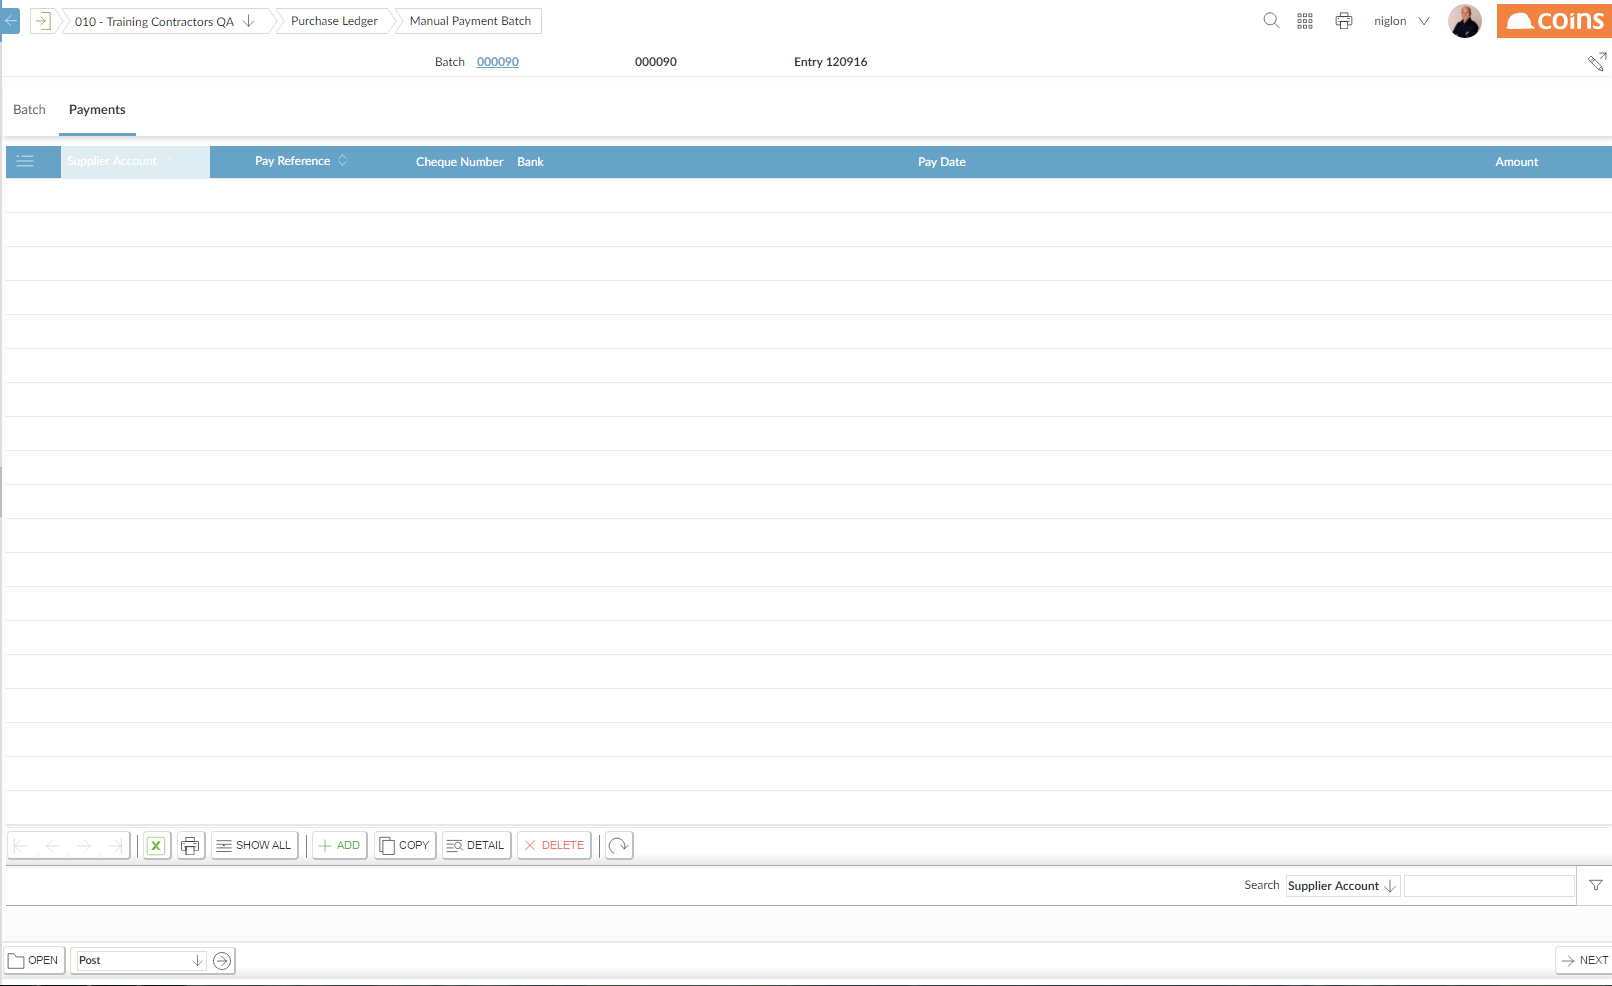 010 - Training Contractors QA Purchase Ledger Manual Payment Batch niglon coins
Batch 000090 000090 Entry 120916
Batch Payments
Supplier Account Pay Reference Cheque Number Bank Pay Date Amount
SHOW ALL ADD COPY DETAIL DELETE
Search Supplier Account
OPEN Post NEXT